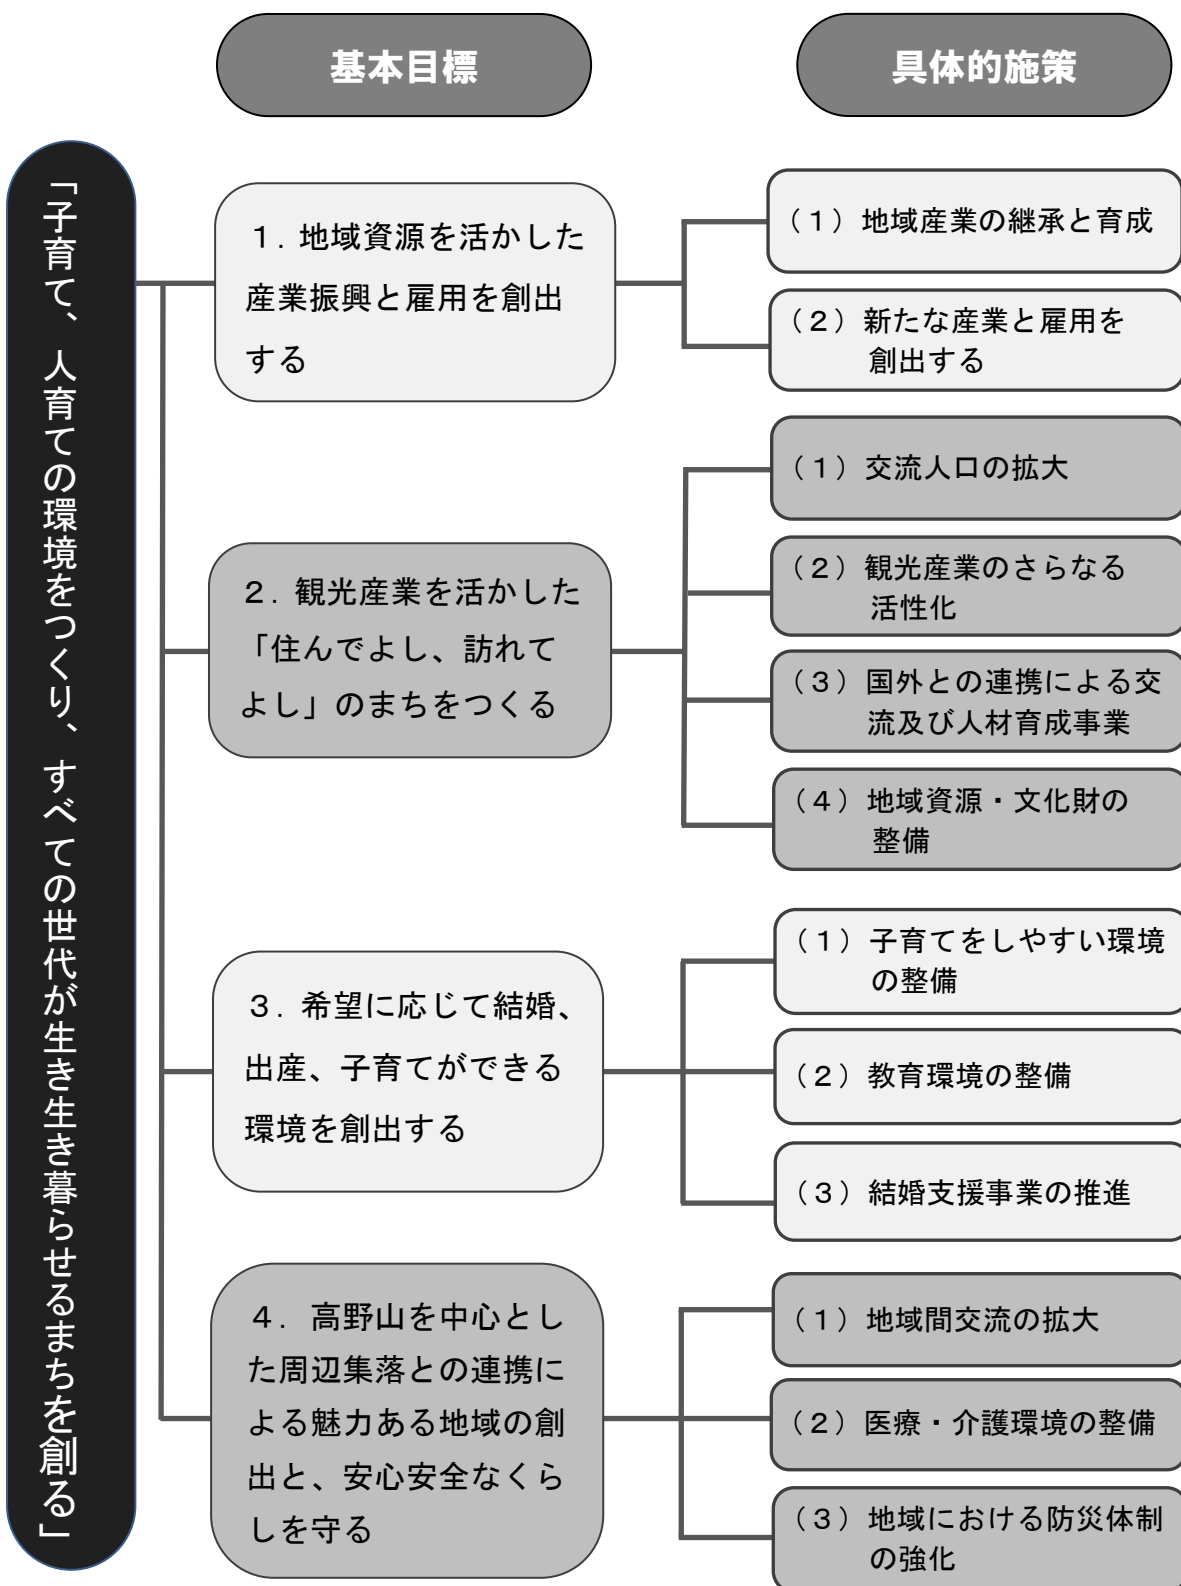 基本目標
具体的施策
「子育て、人育ての環境をつくり、すべての世代が生き生き暮らせるまちを創る」
１．地域資源を活かした
産業振興と雇用を創出
する
（１）地域産業の継承と育成
（２）新たな産業と雇用を
創出する
２．観光産業を活かした
「住んでよし、訪れて
よし」のまちをつくる
（１）交流人口の拡大
（２）観光産業のさらなる
活性化
（３）国外との連携による交
流及び人材育成事業
（４）地域資源・文化財の
整備
３．希望に応じて結婚、
出産、子育てができる
環境を創出する
（１）子育てをしやすい環境
の整備
（２）教育環境の整備
（３）結婚支援事業の推進
４．高野山を中心とし
た周辺集落との連携に
よる魅力ある地域の創
出と、安心安全なくら
しを守る
（１）地域間交流の拡大
（２）医療・介護環境の整備
（３）地域における防災体制
の強化